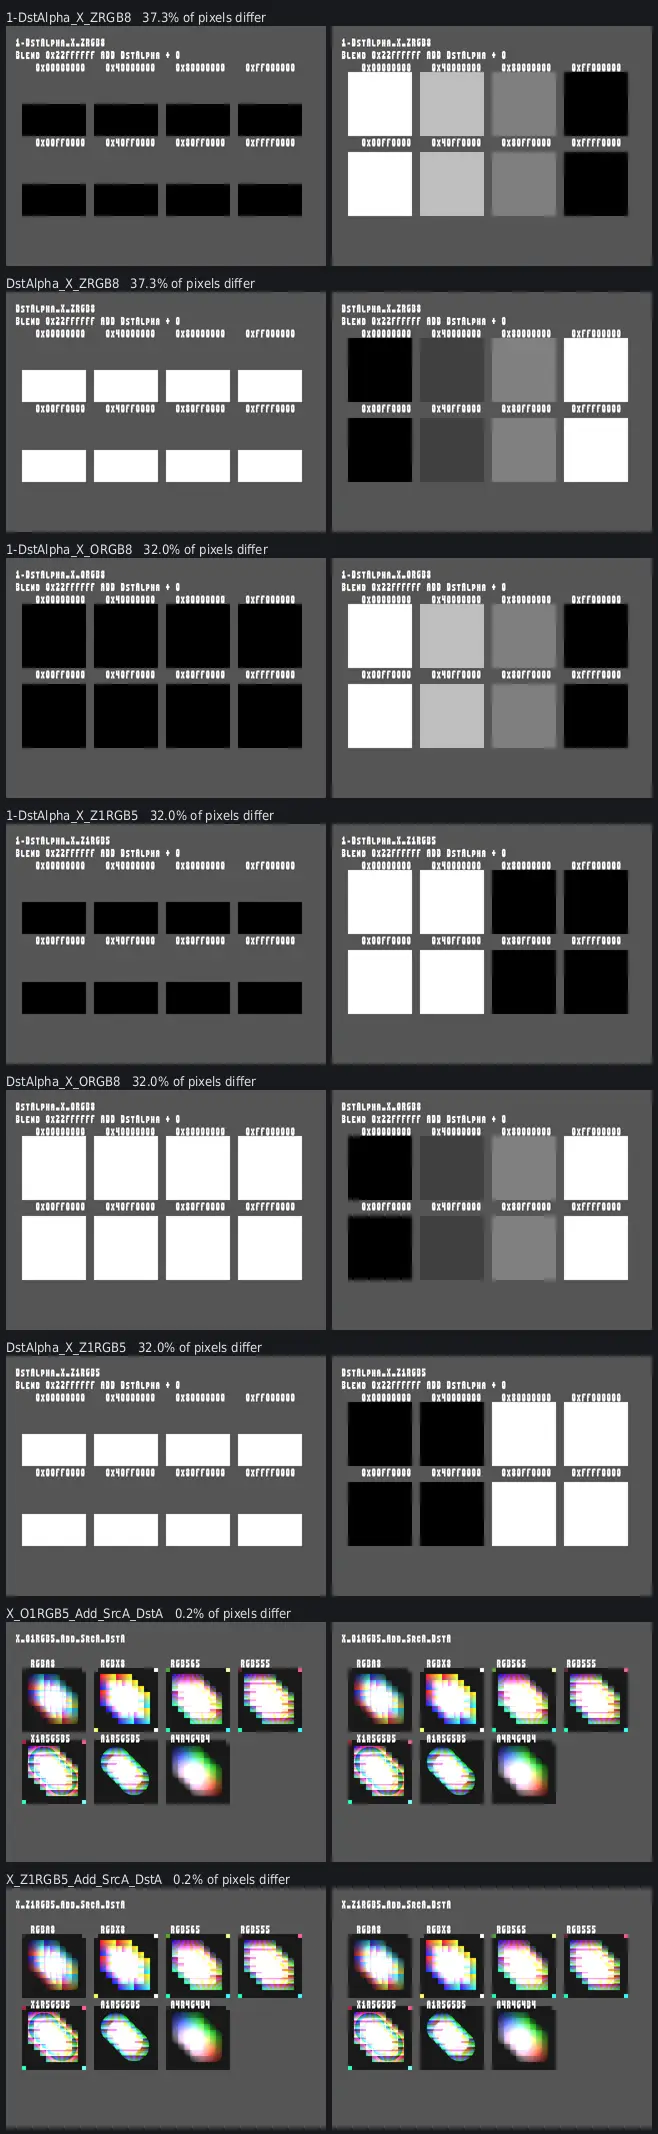 1-DstAlpha_X_ZRGB8 37.3% of pixels differ
1-DstAlpha_X_ZRGB8
Blend 0x22FFFFFF ADD DstAlpha + 0
0x00000000 0x40000000 0x80000000 0xFF000000
0x00FF0000 0x40FF0000 0x80FF0000 0xFFFF0000
1-DstAlpha_X_ZRGB8
Blend 0x22FFFFFF ADD DstAlpha + 0
0x00000000 0x40000000 0x80000000 0xFF000000
0x00FF0000 0x40FF0000 0x80FF0000 0xFFFF0000
DstAlpha_X_ZRGB8 37.3% of pixels differ
DstAlpha_X_ZRGB8
Blend 0x22FFFFFF ADD DstAlpha + 0
0x00000000 0x40000000 0x80000000 0xFF000000
0x00FF0000 0x40FF0000 0x80FF0000 0xFFFF0000
DstAlpha_X_ZRGB8
Blend 0x22FFFFFF ADD DstAlpha + 0
0x00000000 0x40000000 0x80000000 0xFF000000
0x00FF0000 0x40FF0000 0x80FF0000 0xFFFF0000
1-DstAlpha_X_ORGB8 32.0% of pixels differ
1-DstAlpha_X_ORGB8
Blend 0x22FFFFFF ADD DstAlpha + 0
0x00000000 0x40000000 0x80000000 0xFF000000
0x00FF0000 0x40FF0000 0x80FF0000 0xFFFF0000
1-DstAlpha_X_ORGB8
Blend 0x22FFFFFF ADD DstAlpha + 0
0x00000000 0x40000000 0x80000000 0xFF000000
0x00FF0000 0x40FF0000 0x80FF0000 0xFFFF0000
1-DstAlpha_X_Z1RGB5 32.0% of pixels differ
1-DstAlpha_X_Z1RGB5
Blend 0x22FFFFFF ADD DstAlpha + 0
0x00000000 0x40000000 0x80000000 0xFF000000
0x00FF0000 0x40FF0000 0x80FF0000 0xFFFF0000
1-DstAlpha_X_Z1RGB5
Blend 0x22FFFFFF ADD DstAlpha + 0
0x00000000 0x40000000 0x80000000 0xFF000000
0x00FF0000 0x40FF0000 0x80FF0000 0xFFFF0000
DstAlpha_X_ORGB8 32.0% of pixels differ
DstAlpha_X_ORGB8
Blend 0x22FFFFFF ADD DstAlpha + 0
0x00000000 0x40000000 0x80000000 0xFF000000
0x00FF0000 0x40FF0000 0x80FF0000 0xFFFF0000
DstAlpha_X_ORGB8
Blend 0x22FFFFFF ADD DstAlpha + 0
0x00000000 0x40000000 0x80000000 0xFF000000
0x00FF0000 0x40FF0000 0x80FF0000 0xFFFF0000
DstAlpha_X_Z1RGB5 32.0% of pixels differ
DstAlpha_X_Z1RGB5
Blend 0x22FFFFFF ADD DstAlpha + 0
0x00000000 0x40000000 0x80000000 0xFF000000
0x00FF0000 0x40FF0000 0x80FF0000 0xFFFF0000
DstAlpha_X_Z1RGB5
Blend 0x22FFFFFF ADD DstAlpha + 0
0x00000000 0x40000000 0x80000000 0xFF000000
0x00FF0000 0x40FF0000 0x80FF0000 0xFFFF0000
X_O1RGB5_Add_SrcA_DstA 0.2% of pixels differ
X_O1RGB5_Add_SrcA_DstA
RGBA8 RGBX8 RGB565 RGB555
X1R5G5B5 A1R5G5B5 A4R4G4B4
X_O1RGB5_Add_SrcA_DstA
RGBA8 RGBX8 RGB565 RGB555
X1R5G5B5 A1R5G5B5 A4R4G4B4
X_Z1RGB5_Add_SrcA_DstA 0.2% of pixels differ
X_Z1RGB5_Add_SrcA_DstA
RGBA8 RGBX8 RGB565 RGB555
X1R5G5B5 A1R5G5B5 A4R4G4B4
X_Z1RGB5_Add_SrcA_DstA
RGBA8 RGBX8 RGB565 RGB555
X1R5G5B5 A1R5G5B5 A4R4G4B4